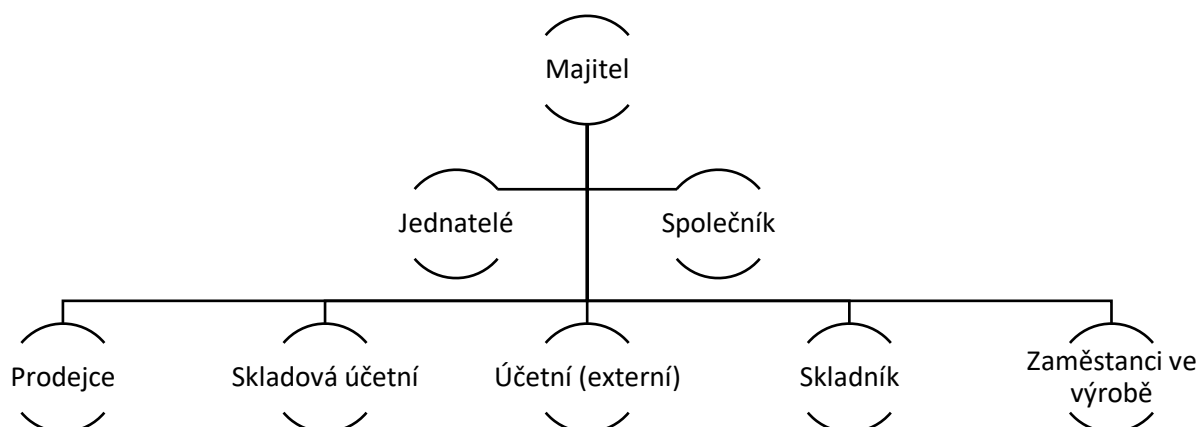 Majitel
Jednatelé
Společník
Prodejce
Skladová účetní
Účetní (externí)
Skladník
Zaměstanci ve
výrobě